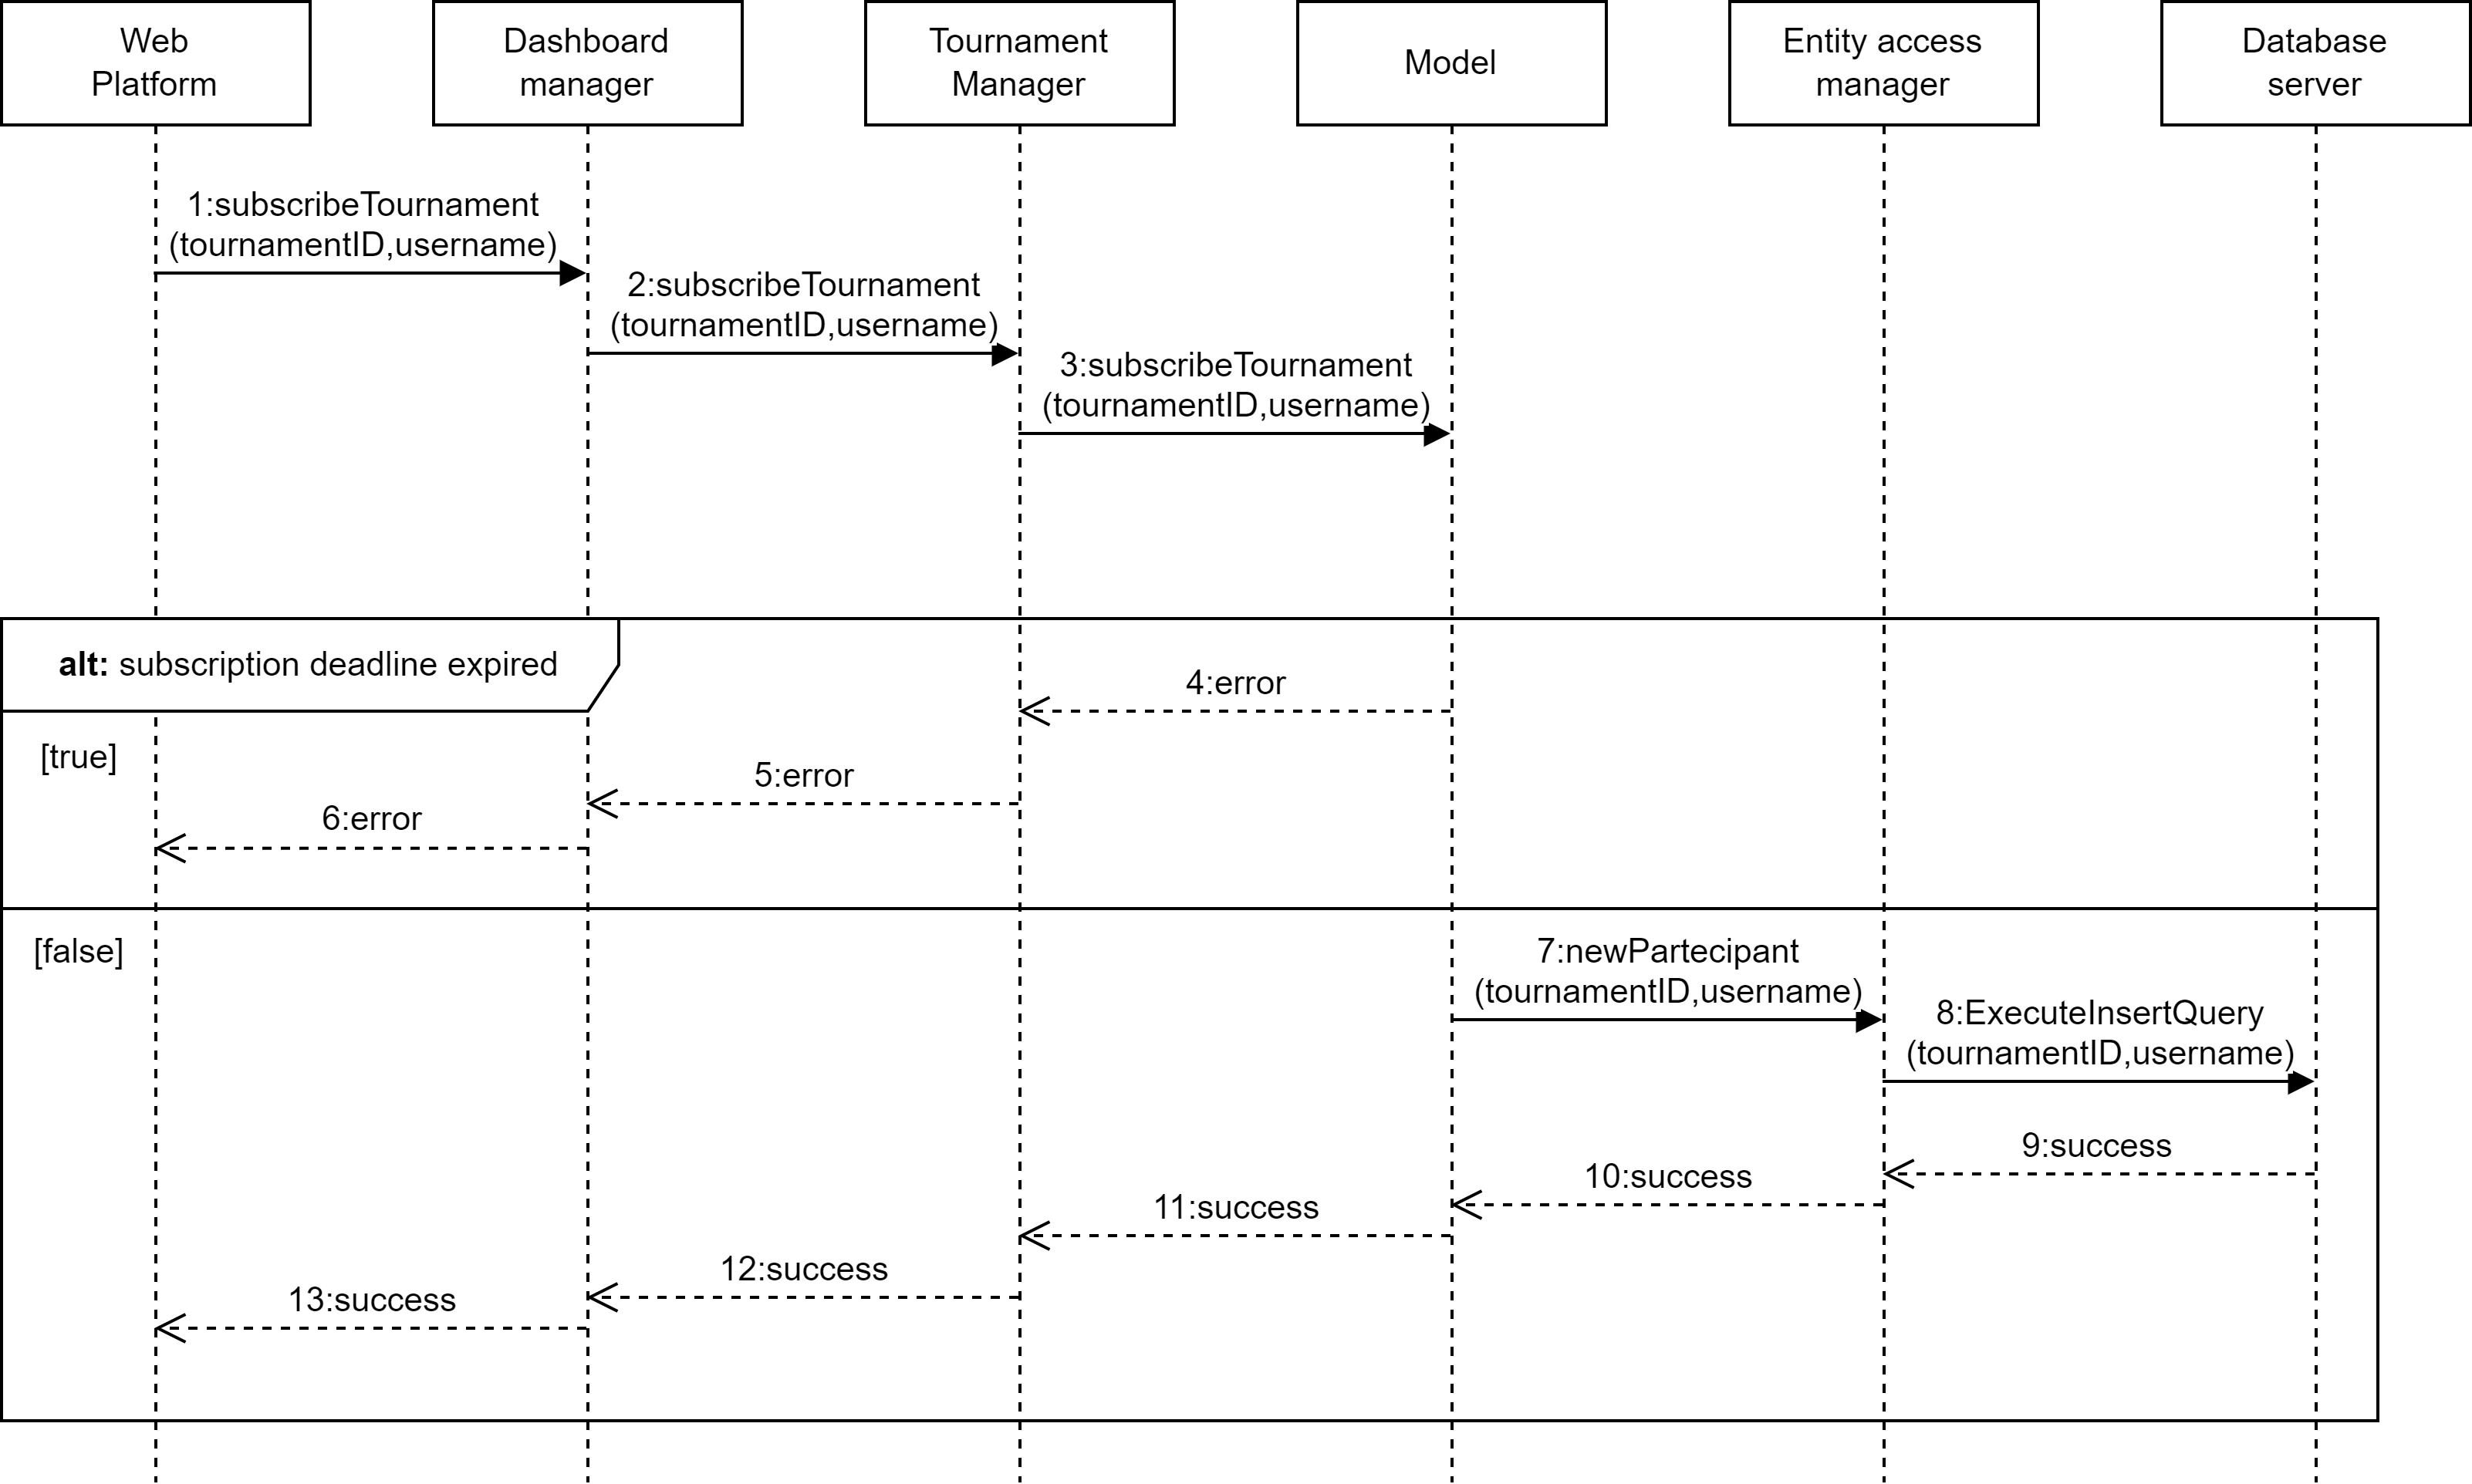 Web
Platform
Dashboard
manager
Tournament
Manager
Model
Entity access
manager
Database
server
1:subscribeTournament
(tournamentID,username)
2:subscribeTournament
(tournamentID,username)
3:subscribeTournament
(tournamentID,username)
alt: subscription deadline expired
4:error
[true]
5:error
6:error
[false]
7:newPartecipant
(tournamentID,username)
8:ExecuteInsertQuery
(tournamentID,username)
9:success
10:success
11:success
12:success
13:success